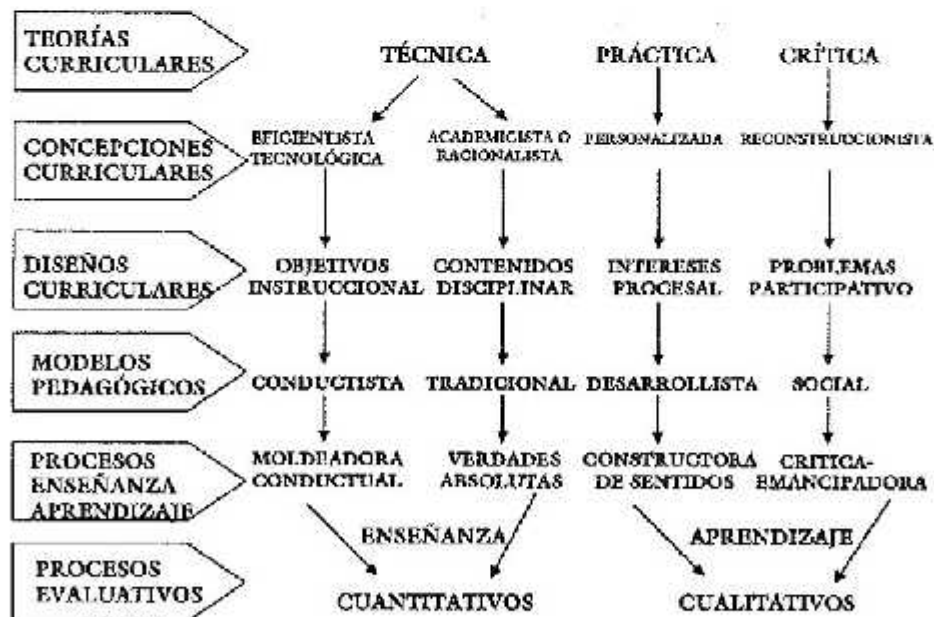 TEORÍAS
CURRICULARES
TÉCNICA
PRÁCTICA
CRÍTICA
CONCEPCIONES
CURRICULARES
EFICIENTISTA
TECNOLÓGICA
ACADEMICISTA O
RACIONALISTA
PERSONALIZADA
RECONSTRUCCIONISTA
DISEÑOS
CURRICULARES
OBJETIVOS
INSTRUCCIONAL
CONTENIDOS
DISCIPLINAR
INTERESES
PROCESAL
PROBLEMAS
PARTICIPATIVO
MODELOS
PEDAGÓGICOS
CONDUCTISTA
TRADICIONAL
DESARROLLISTA
SOCIAL
PROCESOS
ENSEÑANZA
APRENDIZAJE
MOLDEADORA
CONDUCTUAL
VERDADES
ABSOLUTAS
CONSTRUCTORA
DE SENTIDOS
CRITICA-
EMANCIPADORA
ENSEÑANZA
APRENDIZAJE
PROCESOS
EVALUATIVOS
CUANTITATIVOS
CUALITATIVOS